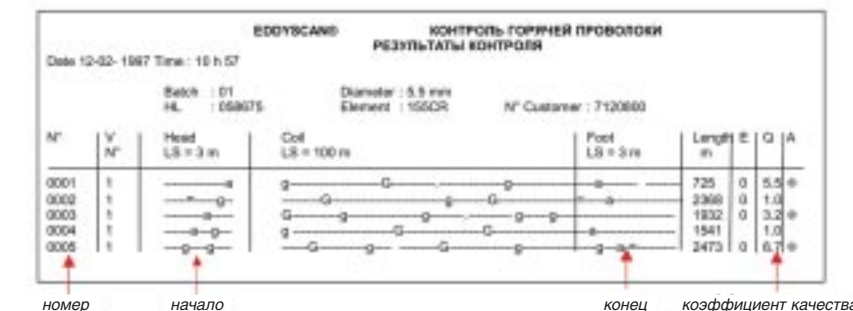 EDDYSCAN® КОНТРОЛЬ ГОРЯЧЕЙ ПРОВОЛОКИ
РЕЗУЛЬТАТЫ КОНТРОЛЯ
Date 12-02- 1997 Time : 10 h 57
Batch : 01 Diameter : 5.5 mm
HL : 058675 Element : 155CR N° Customer : 7120800
N° V Head Coil Foot Length E Q A
N° LS = 3 m LS = 100 m LS = 3 m m
0001 1 a g G g a 725 0 5.5
0002 1 g G g G a 2368 0 1.0
0003 1 a G g g g g 1932 0 3.2
0004 1 a g g G G a 1541 1.0
0005 1 g g G g G g g a 2473 0 6.7
номер начало конец коэффициент качества